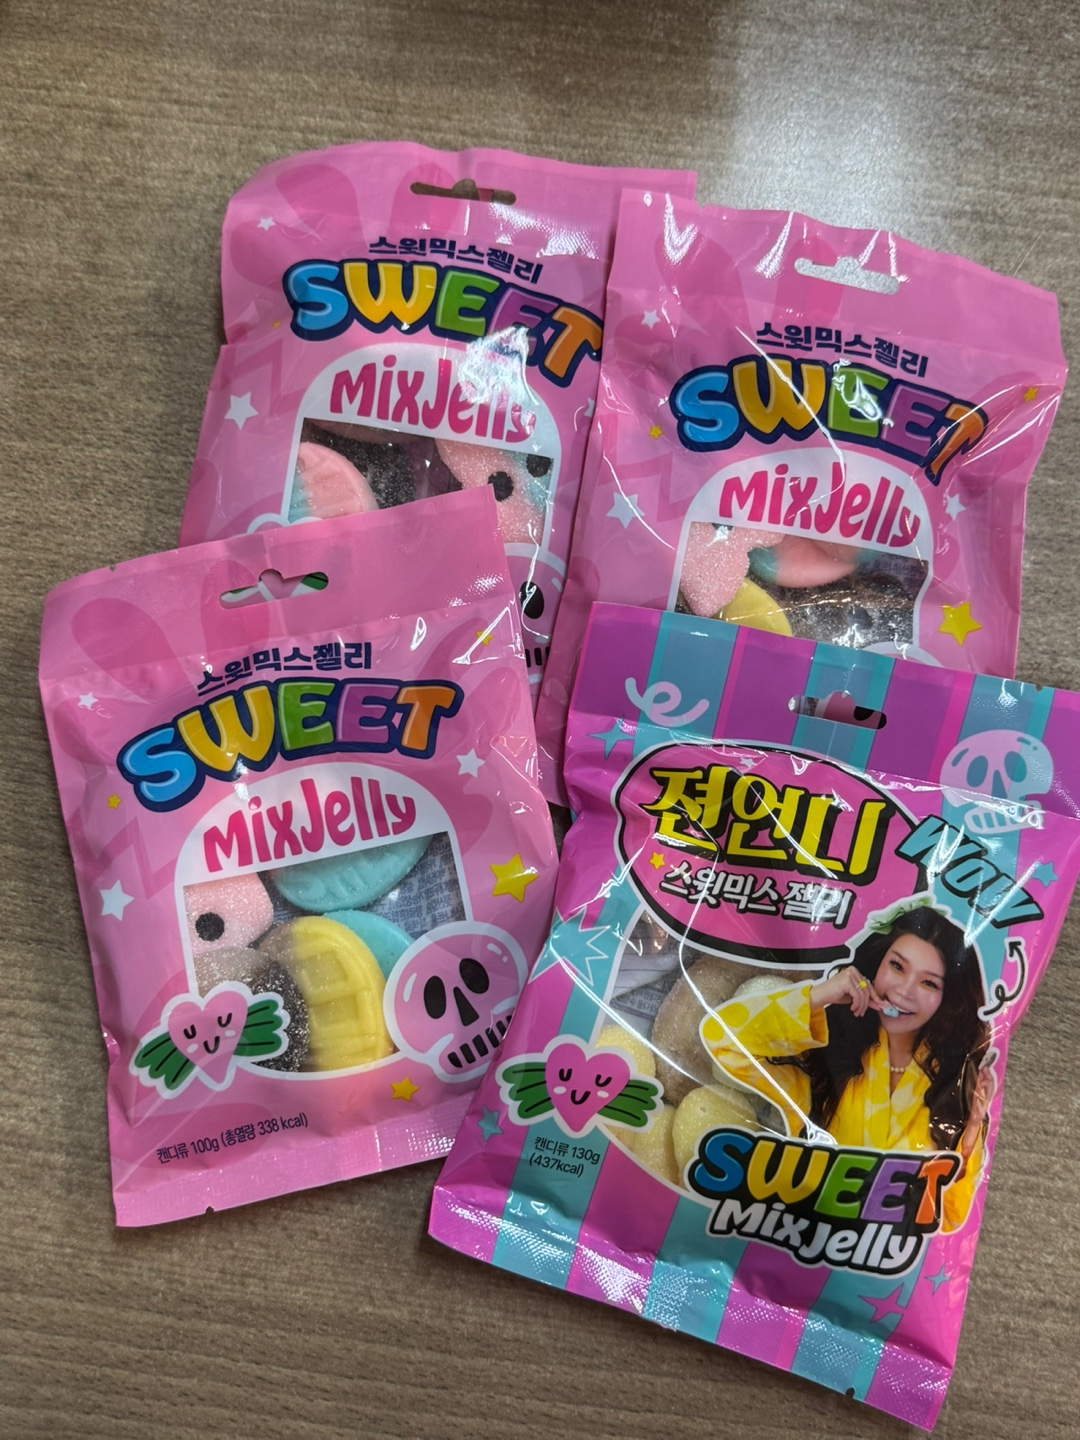 스윗믹스젤리
SWEET
MixJelly
스윗믹스젤리
SWEET
MixJelly
스윗믹스젤리
SWEET
MixJelly
캔디류 100g (총열량 338 kcal)
젼언니
스윗믹스 젤리
WOW
캔디류 130g
(437kcal)
SWEET
MixJelly